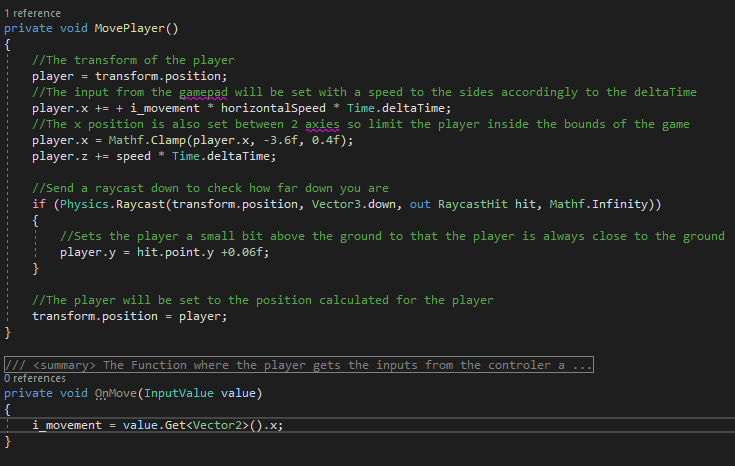 1 reference
private void MovePlayer()
{
//The transform of the player
player = transform.position;
//The input from the gamepad will be set with a speed to the sides accordingly to the deltaTime
player.x += + i_movement * horizontalSpeed * Time.deltaTime;
//The x position is also set between 2 axies so limit the player inside the bounds of the game
player.x = Mathf.Clamp(player.x, -3.6f, 0.4f);
player.z += speed * Time.deltaTime;
//Send a raycast down to check how far down you are
if (Physics.Raycast(transform.position, Vector3.down, out RaycastHit hit, Mathf.Infinity))
{
//Sets the player a small bit above the ground to that the player is always close to the ground
player.y = hit.point.y +0.06f;
}
//The player will be set to the position calculated for the player
transform.position = player;
}
/// <summary> The Function where the player gets the inputs from the controler a ...
0 references
private void OnMove(InputValue value)
{
i_movement = value.Get<Vector2>().x;
}